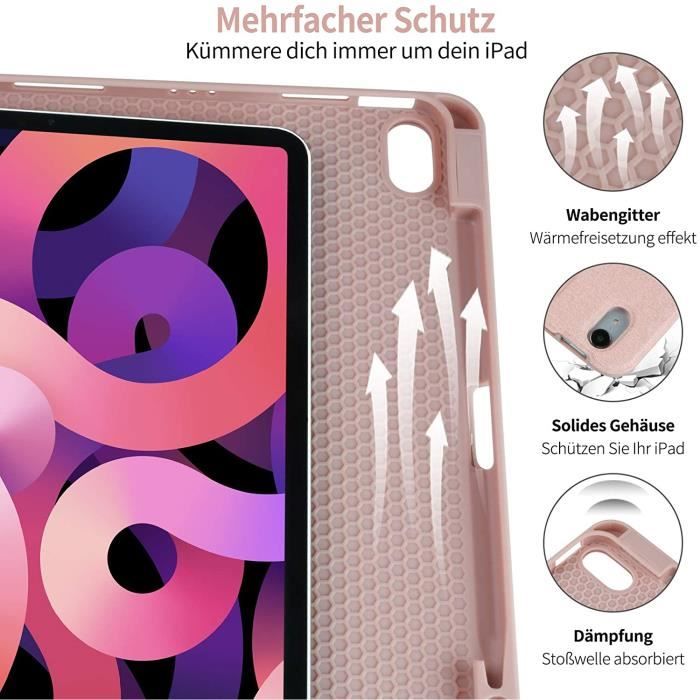 Mehrfacher Schutz
Kümmere dich immer um dein iPad
Wabengitter
Wärmefreisetzung effekt
Solides Gehäuse
Schützen Sie Ihr iPad
Dämpfung
Stoßwelle absorbiert